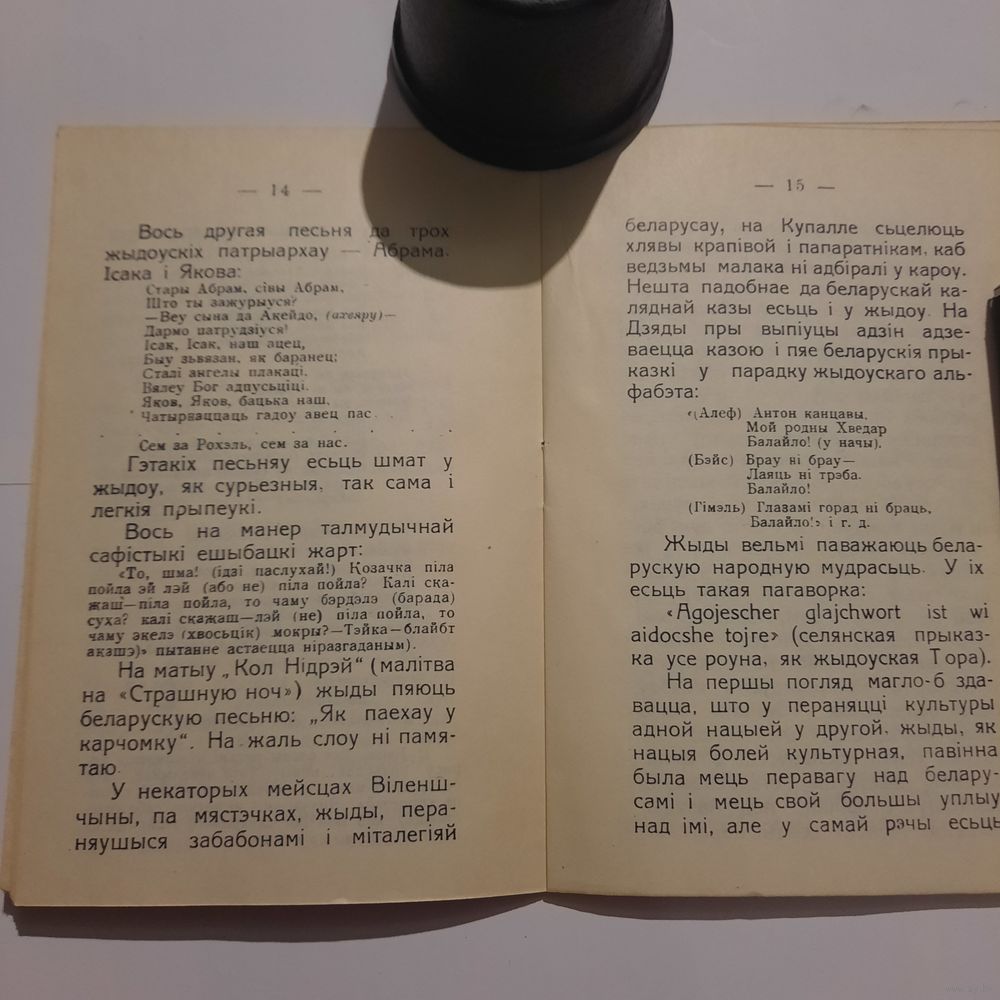 — 14 —
Вось другая песьня да трох
жыдоускіх патрыархау — Абрама.
Ісака і Якова:
Стары Абрам, сівы Абрам,
Што ты зажурыуся?
—Веу сына да Акейдо, (ахвяру)—
Дармо патрудзіуся!
Ісак, Ісак, наш ацец,
Быу зьвязан, як баранец;
Сталі ангелы плакаці.
Вялеу Бог адпусьціці.
Яков, Яков, бацька наш,
Чатырнаццаць гадоу авец пас.
Сем за Рохэль, сем за нас.
Гэтакіх песьняу есьць шмат у
жыдоу, як сурьезныя, так сама і
легкія прыпеукі.
Вось на манер талмудычнай
сафістыкі ешыбацкі жарт:
«То, шма! (ідзі паслухай!) Козачка піла
пойла эй лэй (або не) піла пойла? Калі ска-
жаш—піла пойла, то чаму бэрдэлэ (барада)
суха? калі скажаш—лэй (не) піла пойла, то
чаму экелэ (хвосьцік) мокры?—Тэйка—блайбт
акашэ)» пытанне астаецца ніразгаданым).
На матыу „Кол Нідрэй“ (малітва
на «Страшную ноч») жыды пяюць
беларускую песьню: „Як паехау у
карчомку“. На жаль слоу ні памя-
таю.
У некаторых мейсцах Віленш-
чыны, па мястэчках, жыды, пера-
няушыся забабонамі і міталегіяй
— 15 —
беларусау, на Купалле сьцелюць
хлявы крапівой і папаратнікам, каб
ведзьмы малака ні адбіралі у кароу.
Нешта падобнае да беларускай ка-
ляднай казы есьць і у жыдоу. На
Дзяды пры выпіуцы адзін адзе-
ваецца казою і пяе беларускія пры-
казкі у парадку жыдоускаго аль-
фабэта:
«(Алеф) Антон канцавы,
Мой родны Хведар
Балайло! (у начы).
(Бэйс) Брау ні брау—
Лаяць ні трэба.
Балайло!
(Гімэль) Главамі горад ні браць,
Балайло!» і г. д.
Жыды вельмі паважаюць бела-
рускую народную мудрасьць. У іх
есьць такая пагаворка:
«Agojescher glajchwort ist wi
aidocshe tojre» (селянская прыказ-
ка усе роуна, як жыдоуская Тора).
На першы погляд магло-б зда-
вацца, што у пераняцці культуры
адной нацыей у другой, жыды, як
нацыя болей культурная, павінна
была мець перавагу над белару-
самі і мець свой большы уплыу
над імі, але у самай рэчы есьць